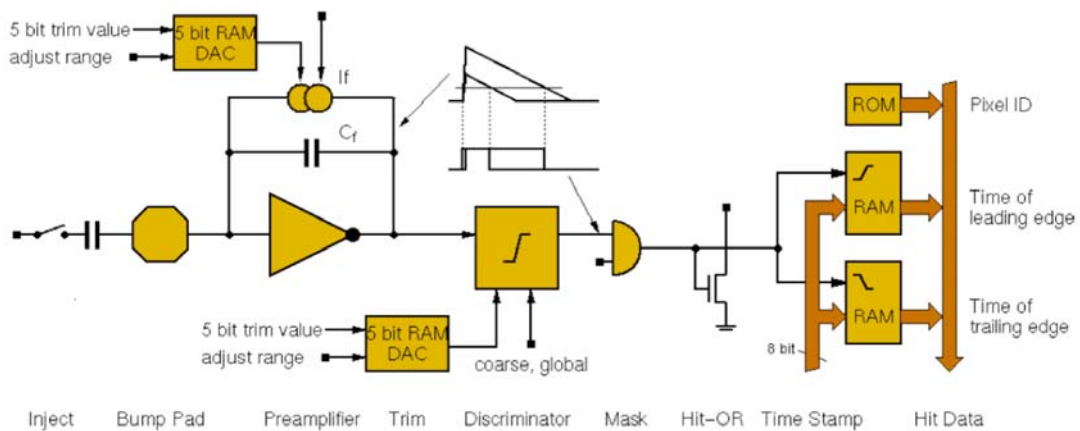 5 bit trim value
adjust range
5 bit RAM
DAC
If
Cf
ROM
Pixel ID
RAM
Time of
leading edge
RAM
Time of
trailing edge
8 bit
5 bit trim value
adjust range
5 bit RAM
DAC
coarse, global
Inject
Bump Pad
Preamplifier
Trim
Discriminator
Mask
Hit-OR
Time Stamp
Hit Data